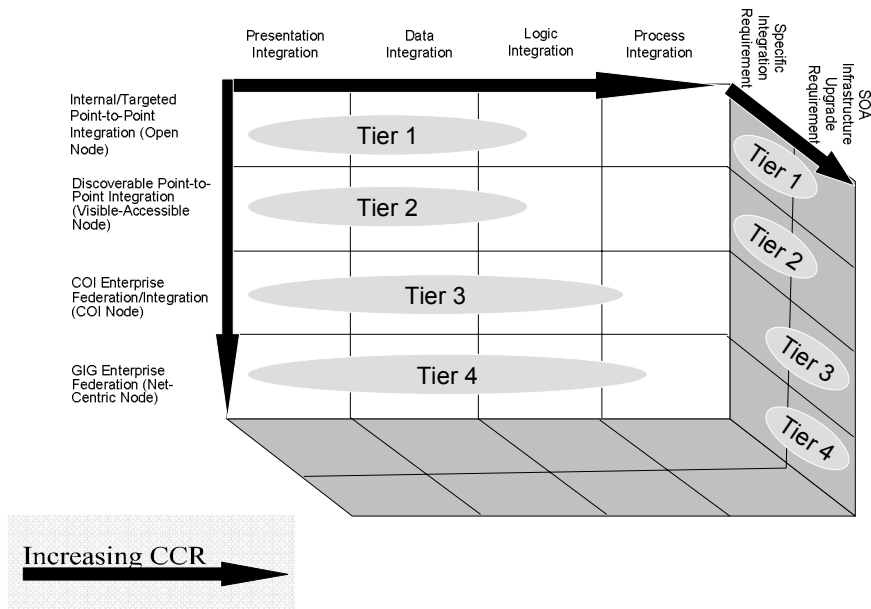 Presentation
Integration
Data
Integration
Logic
Integration
Process
Integration
Specific
Integration
Requirement
SOA
Infrastructure
Upgrade
Requirement
Internal/Targeted
Point-to-Point
Integration (Open
Node)
Tier 1
Tier 1
Discoverable Point-to-
Point Integration
(Visible-Accessible
Node)
Tier 2
Tier 2
COI Enterprise
Federation/Integration
(COI Node)
Tier 3
Tier 3
GIG Enterprise
Federation (Net-
Centric Node)
Tier 4
Tier 4
Increasing CCR